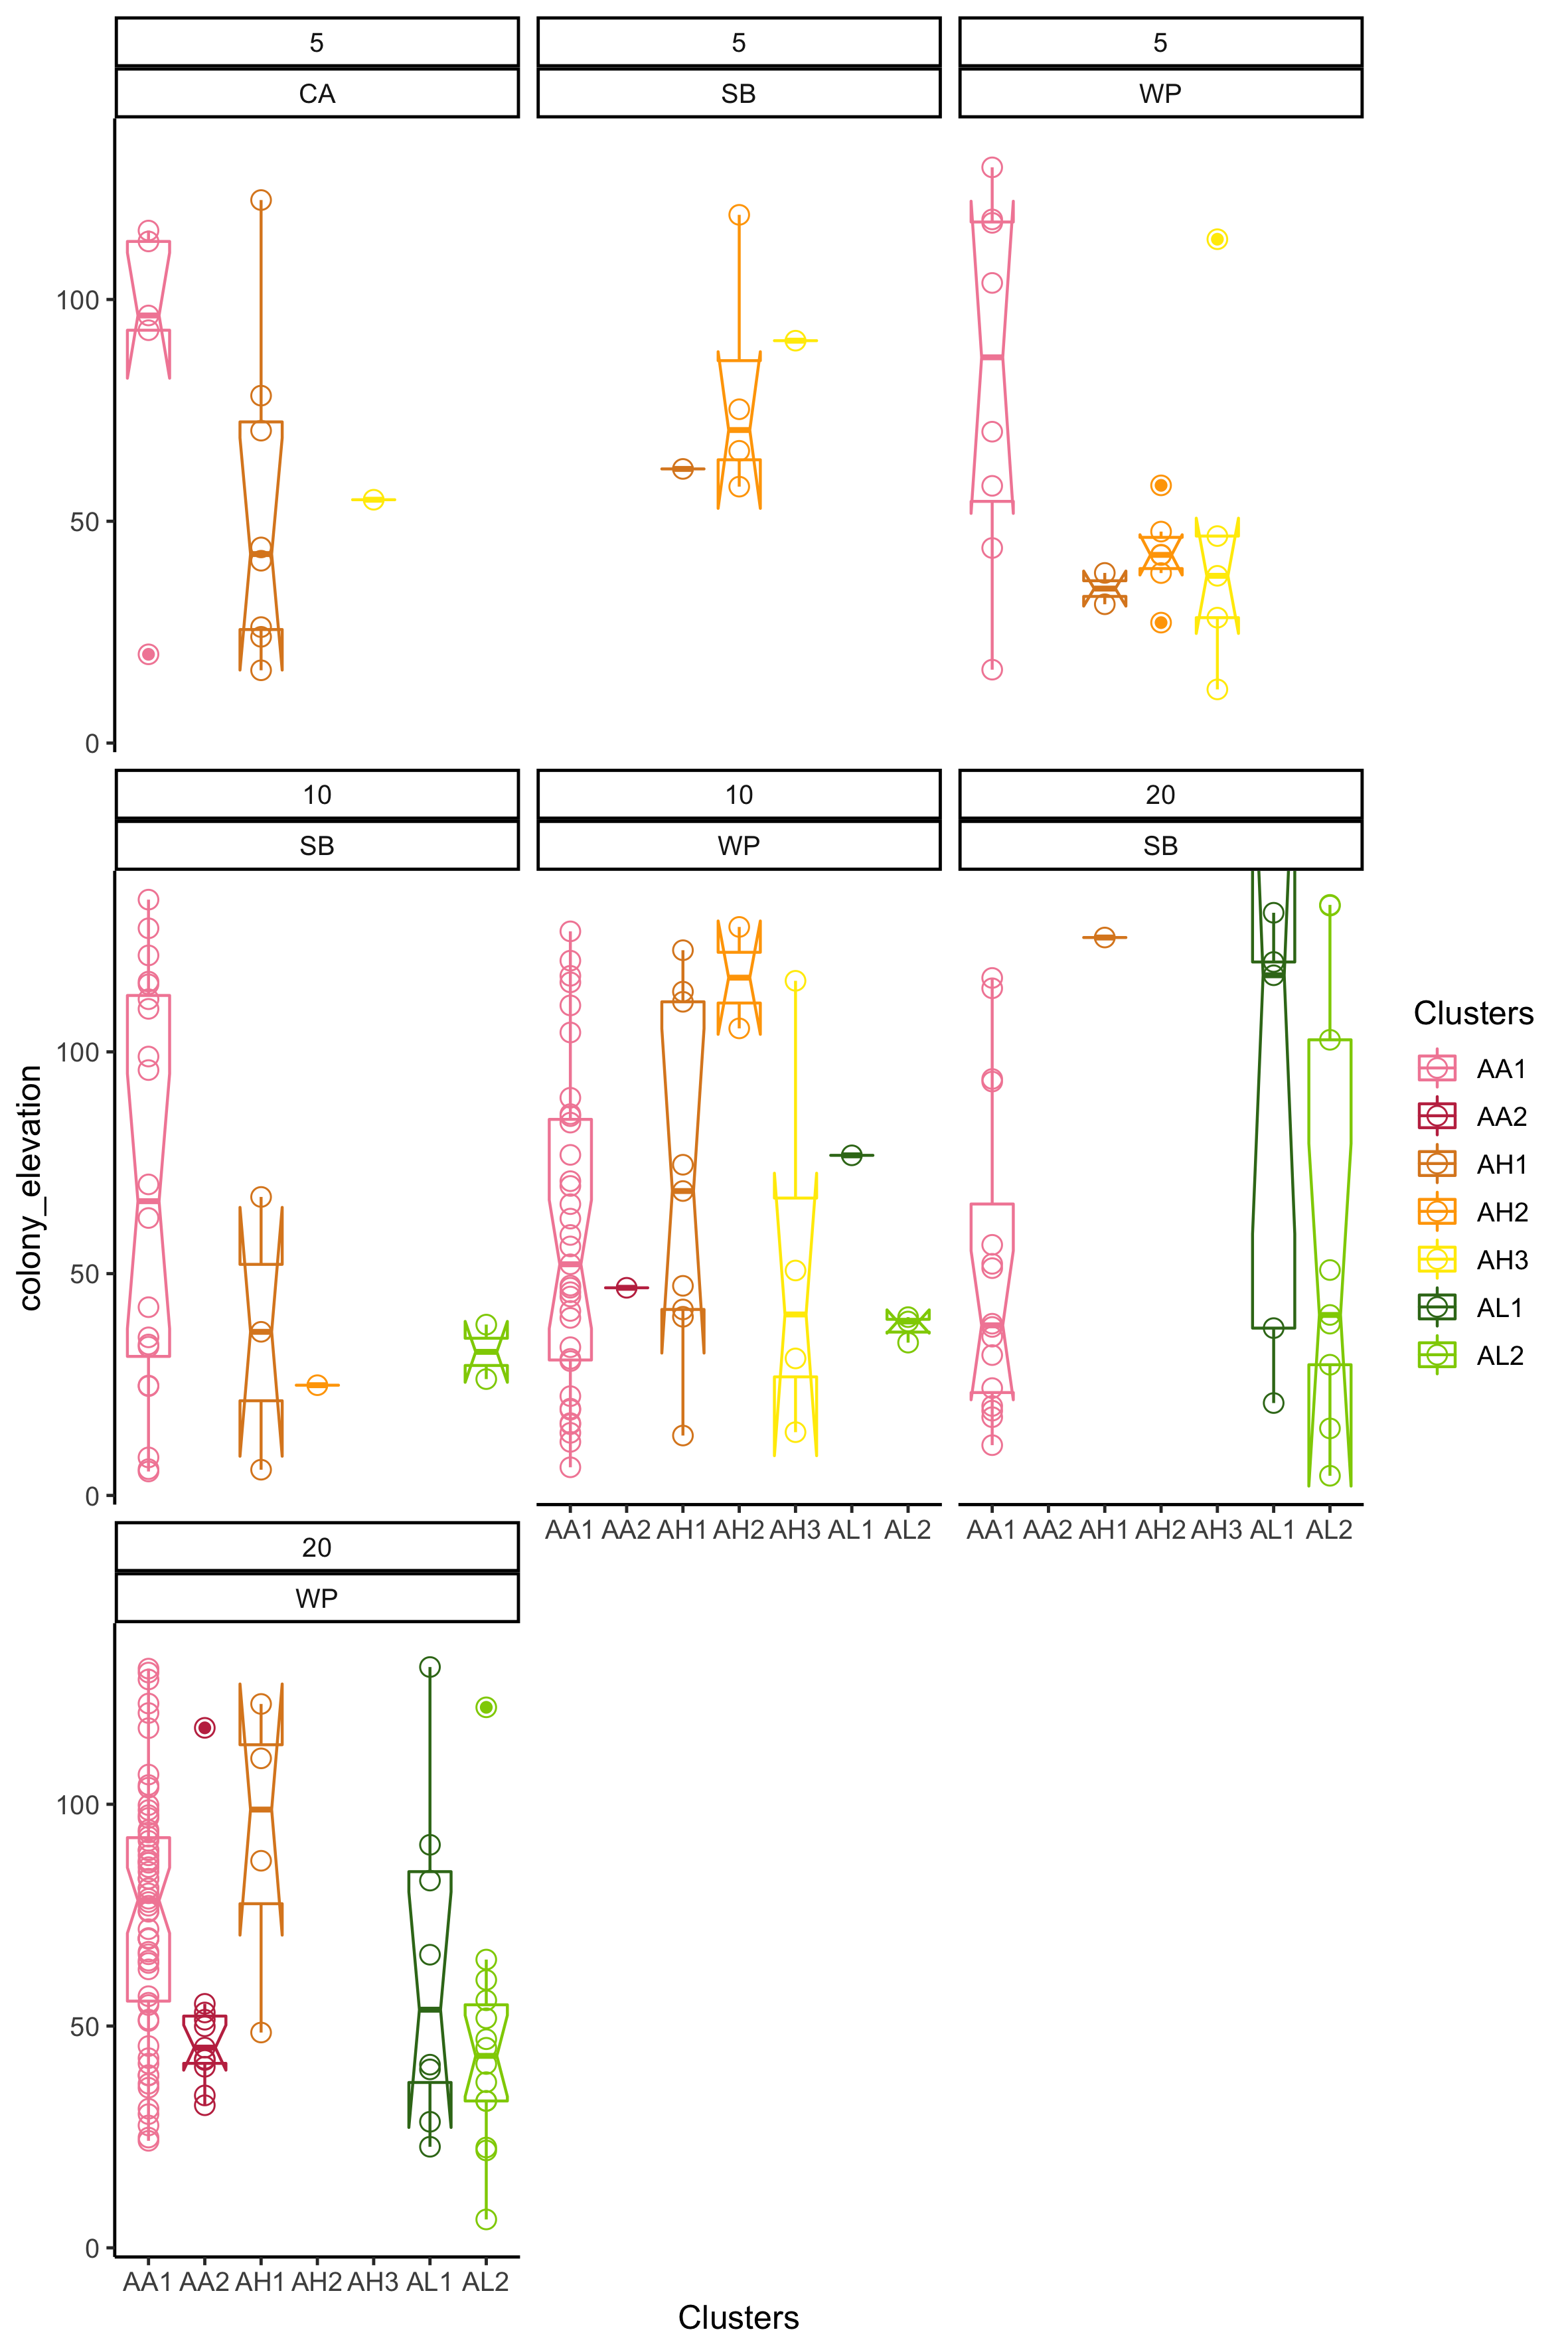 5 5 5
CA SB WP
100
50
0
10 10 20
SB WP SB
100
50
0
AA1 AA2 AH1 AH2 AH3 AL1 AL2 AA1 AA2 AH1 AH2 AH3 AL1 AL2
20
WP
100
50
0
AA1 AA2 AH1 AH2 AH3 AL1 AL2
Clusters
colony_elevation
Clusters
AA1
AA2
AH1
AH2
AH3
AL1
AL2